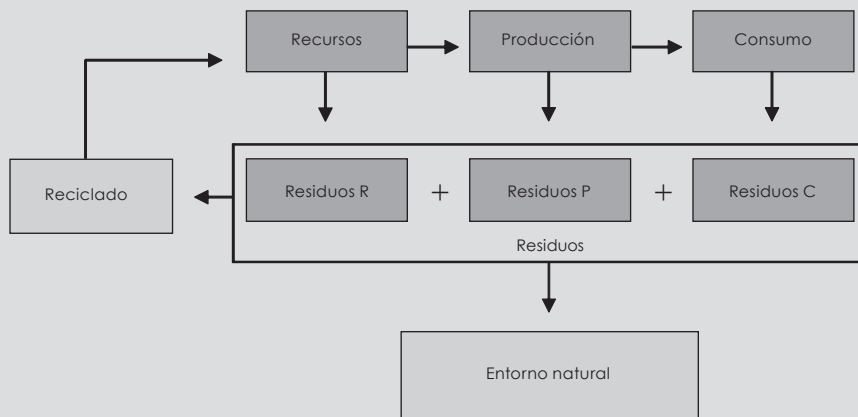 Recursos
Producción
Consumo
Reciclado
Residuos R
+
Residuos P
+
Residuos C
Residuos
Entorno natural